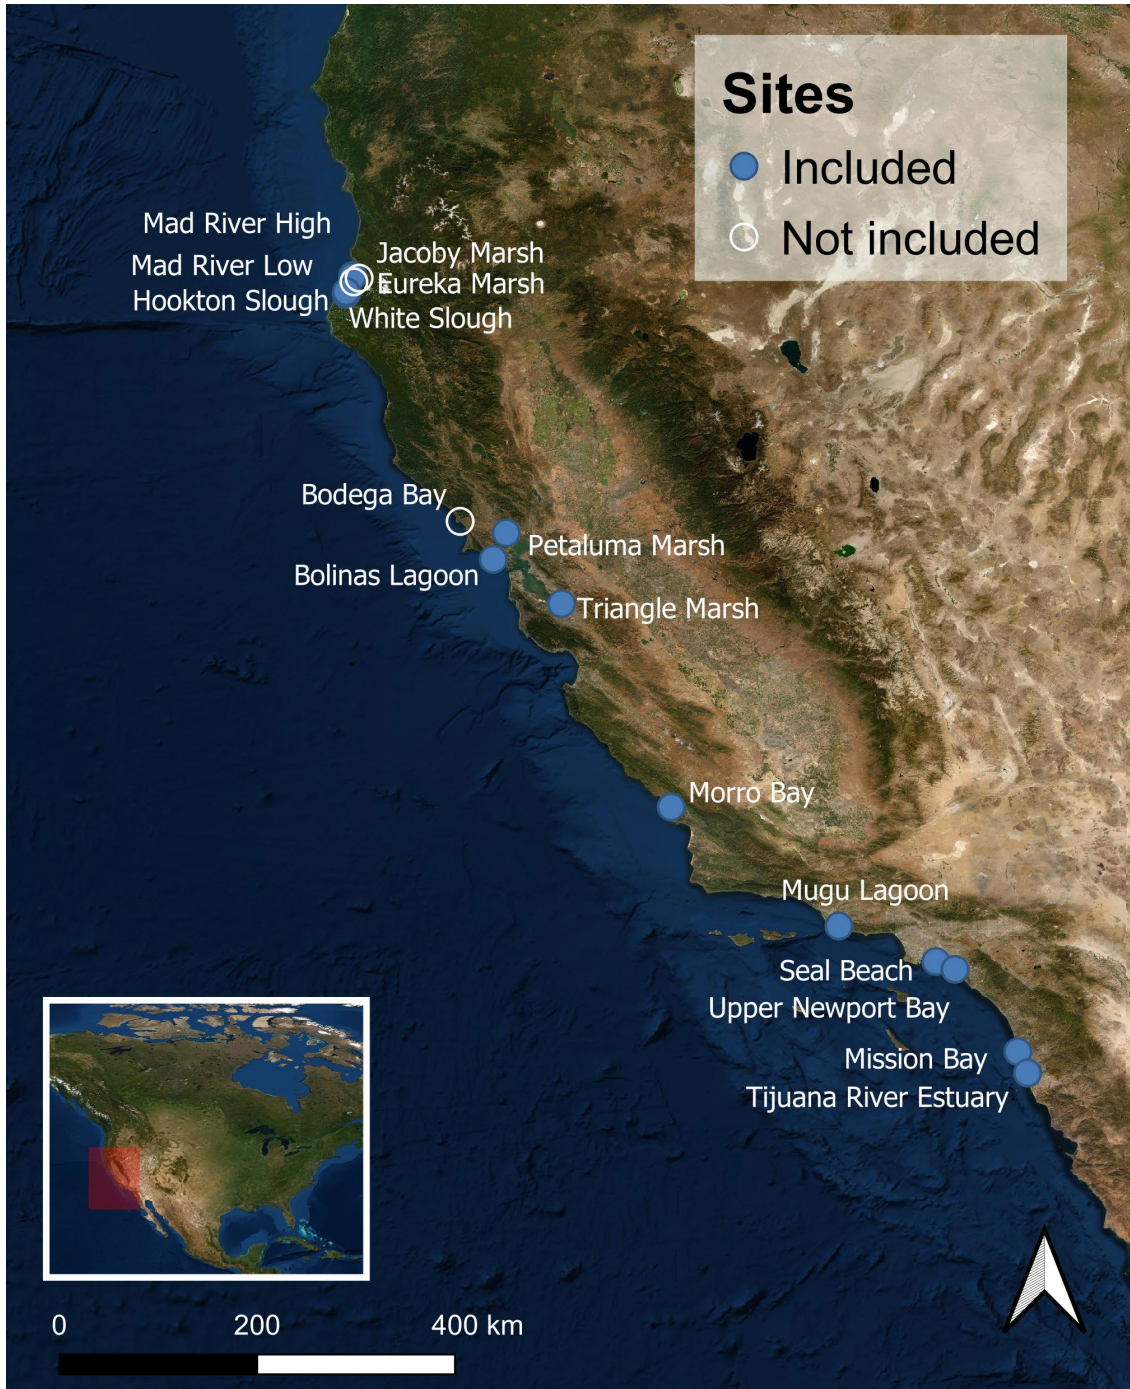 Sites
Included
Not included
Mad River High
Jacoby Marsh
Mad River Low
Eureka Marsh
Hookton Slough
White Slough
Bodega Bay
Petaluma Marsh
Bolinas Lagoon
Triangle Marsh
Morro Bay
Mugu Lagoon
Seal Beach
Upper Newport Bay
Mission Bay
Tijuana River Estuary
0 200 400 km